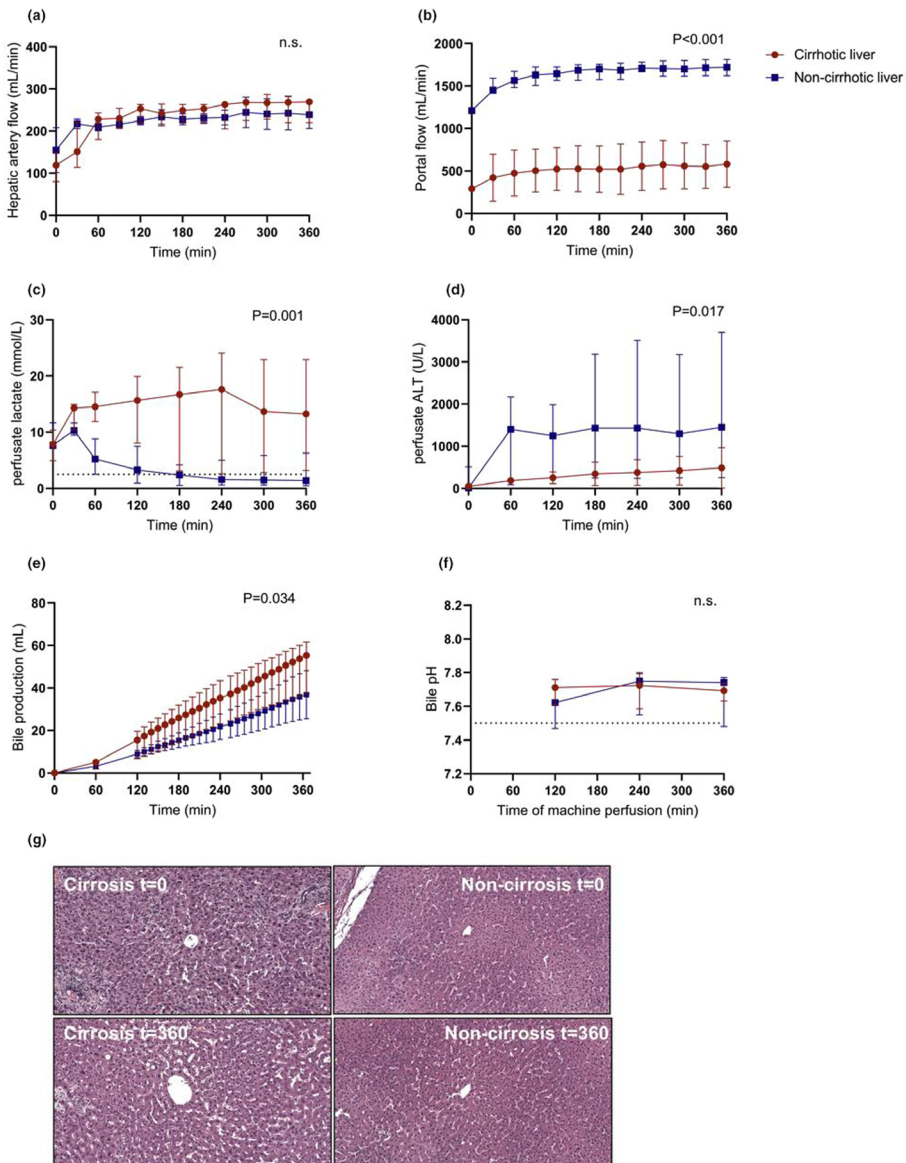 (a)
n.s.
Hepatic artery flow (mL/min)
400
300
200
100
0
0 60 120 180 240 300 360
Time (min)
(b)
P<0.001
Portal flow (mL/min)
2000
1500
1000
500
0
0 60 120 180 240 300 360
Time (min)
Cirrhotic liver
Non-cirrhotic liver
(c)
P=0.001
perfusate lactate (mmol/L)
30
20
10
0
0 60 120 180 240 300 360
Time (min)
(d)
P=0.017
perfusate ALT (U/L)
4000
3000
2000
1000
0
0 60 120 180 240 300 360
Time (min)
(e)
P=0.034
Bile production (mL)
80
60
40
20
0
0 60 120 180 240 300 360
Time (min)
(f)
n.s.
Bile pH
8.2
8.0
7.8
7.6
7.4
7.2
0 120 240 360
Time of machine perfusion (min)
(g)
Cirrosis t=0
Non-cirrosis t=0
Cirrosis t=360
Non-cirrosis t=360